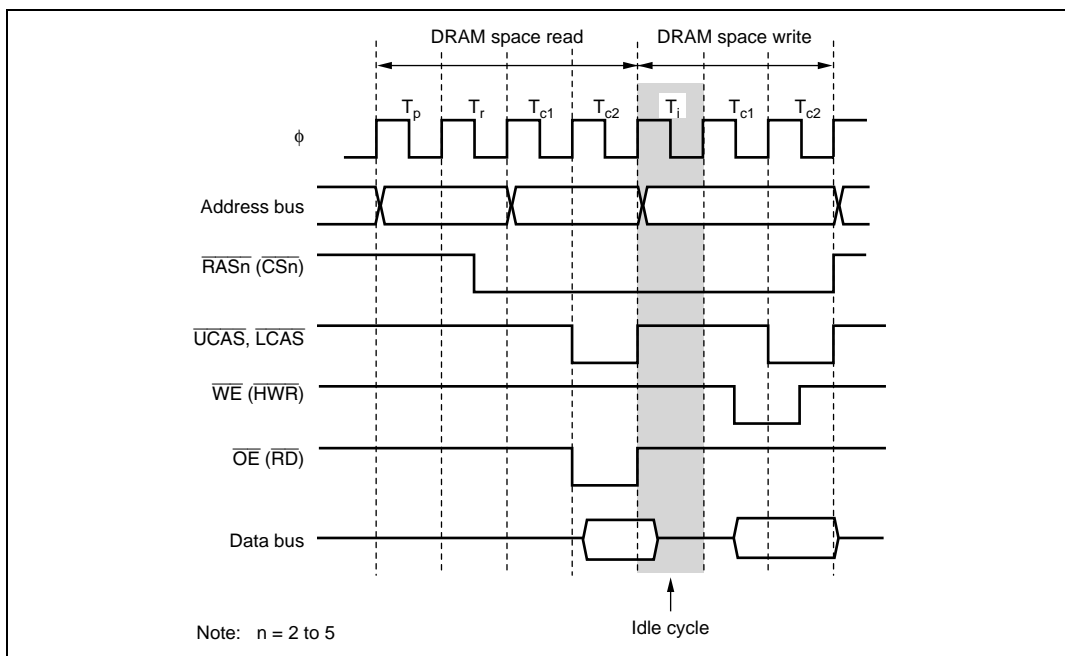 DRAM space read DRAM space write
Tp Tr Tc1 Tc2 Ti Tc1 Tc2
ϕ
Address bus
RASn (CSn)
UCAS, LCAS
WE (HWR)
OE (RD)
Data bus
Idle cycle
Note: n = 2 to 5